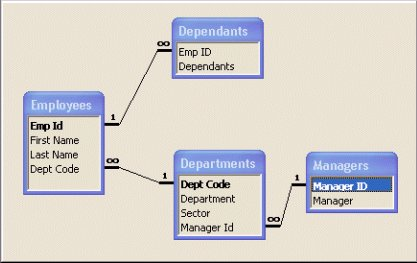 Dependants
Emp ID
Dependants
∞
Employees
Emp Id
First Name
Last Name
Dept Code
1
∞
Departments
Dept Code
Department
Sector
Manager Id
1
∞
Managers
Manager ID
Manager
1